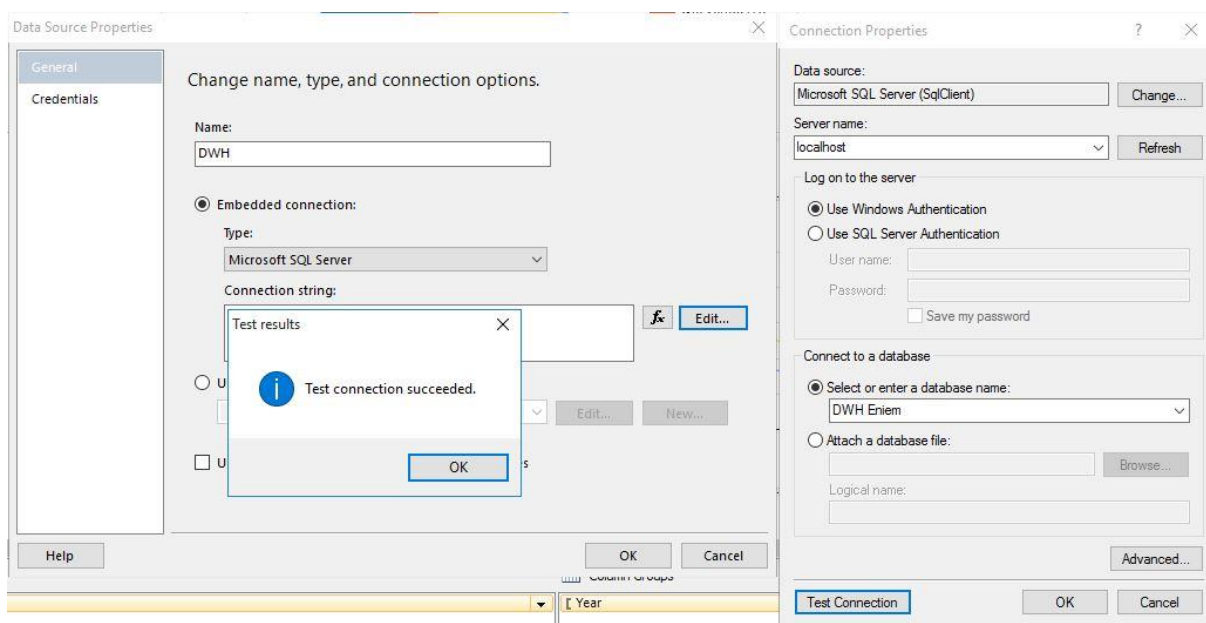 Data Source Properties
General
Credentials
Change name, type, and connection options.
Name:
DWH
Embedded connection:
Type:
Microsoft SQL Server
Connection string:
fx
Edit...
Test results
Test connection succeeded.
OK
U
Edit...
New...
U
s
Help
OK
Cancel
Column Groups
[ Year
Connection Properties
?
Data source:
Microsoft SQL Server (SqlClient)
Change...
Server name:
localhost
Refresh
Log on to the server
Use Windows Authentication
Use SQL Server Authentication
User name:
Password:
Save my password
Connect to a database
Select or enter a database name:
DWH Eniem
Attach a database file:
Browse...
Logical name:
Advanced...
Test Connection
OK
Cancel